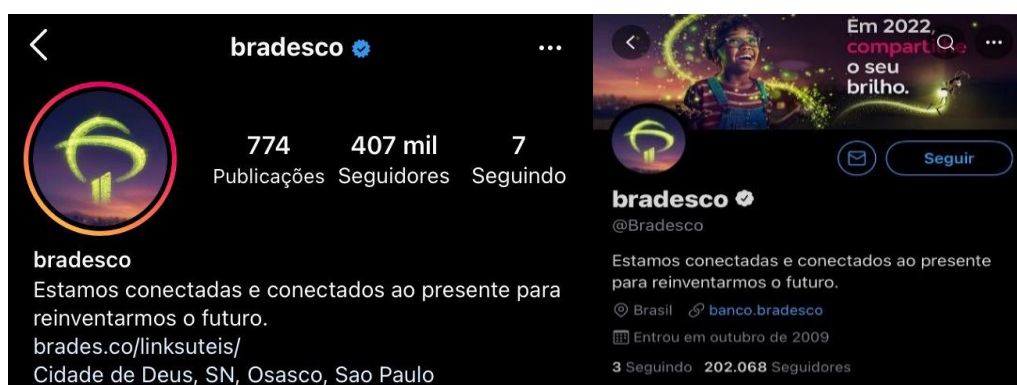 bradesco
774 407 mil 7
Publicações Seguidores Seguindo
bradesco
Estamos conectadas e conectados ao presente para
reinventarmos o futuro.
brades.co/linksuteis/
Cidade de Deus, SN, Osasco, Sao Paulo
Em 2022,
o seu
brilho.
Seguir
bradesco
@Bradesco
Estamos conectadas e conectados ao presente
para reinventarmos o futuro.
Brasil banco.bradesco
Entrou em outubro de 2009
3 Seguindo 202.068 Seguidores